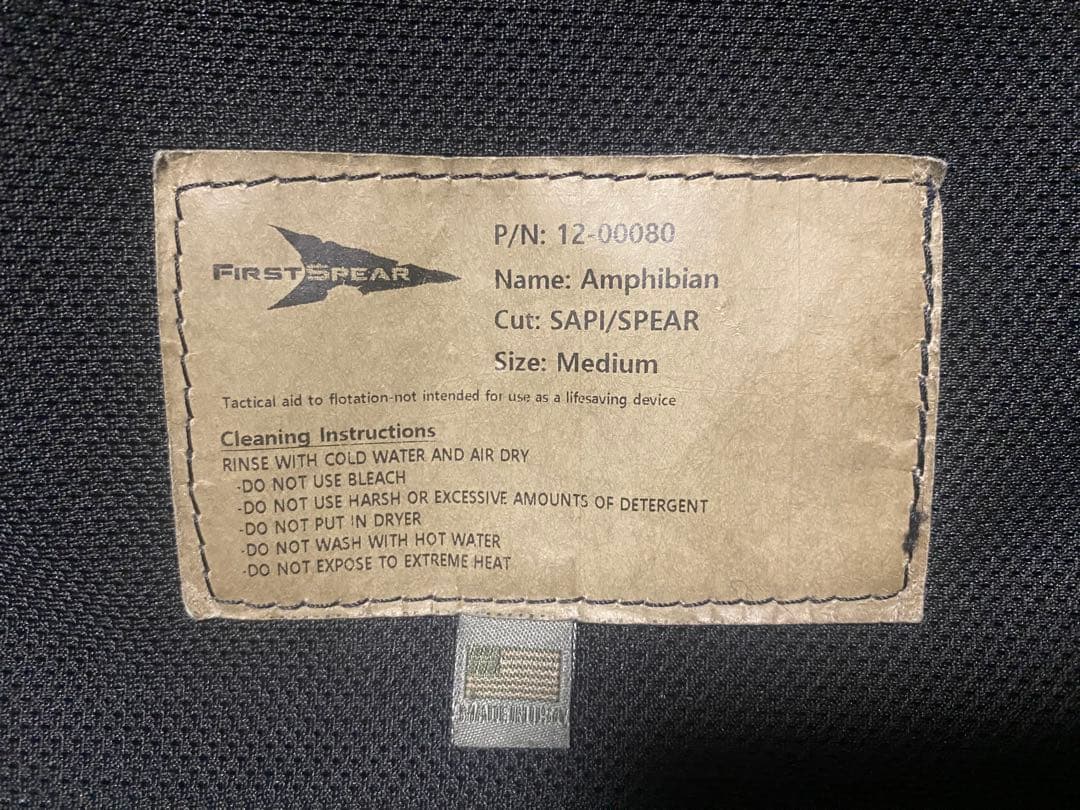 FIRSTSPEAR
P/N: 12-00080
Name: Amphibian
Cut: SAPI/SPEAR
Size: Medium
Tactical aid to flotation-not intended for use as a lifesaving device
Cleaning Instructions
RINSE WITH COLD WATER AND AIR DRY
-DO NOT USE BLEACH
-DO NOT USE HARSH OR EXCESSIVE AMOUNTS OF DETERGENT
-DO NOT PUT IN DRYER
-DO NOT WASH WITH HOT WATER
-DO NOT EXPOSE TO EXTREME HEAT
MADE IN USA